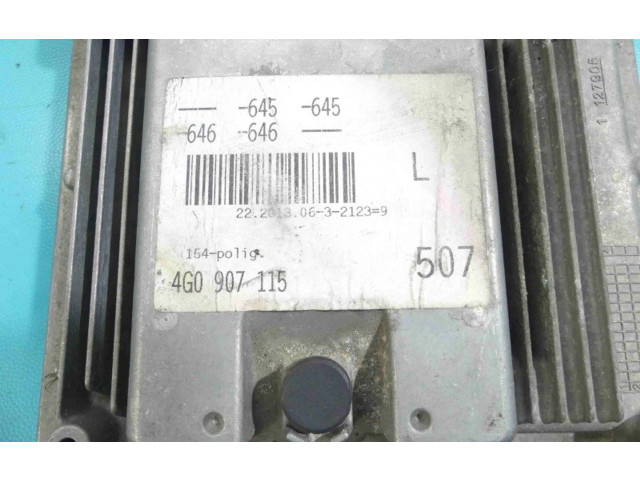 — -645 -645
646 -646 —
L
22.2013.06-3-2123=9
154-polig.
4G0 907 115
507
1 127906